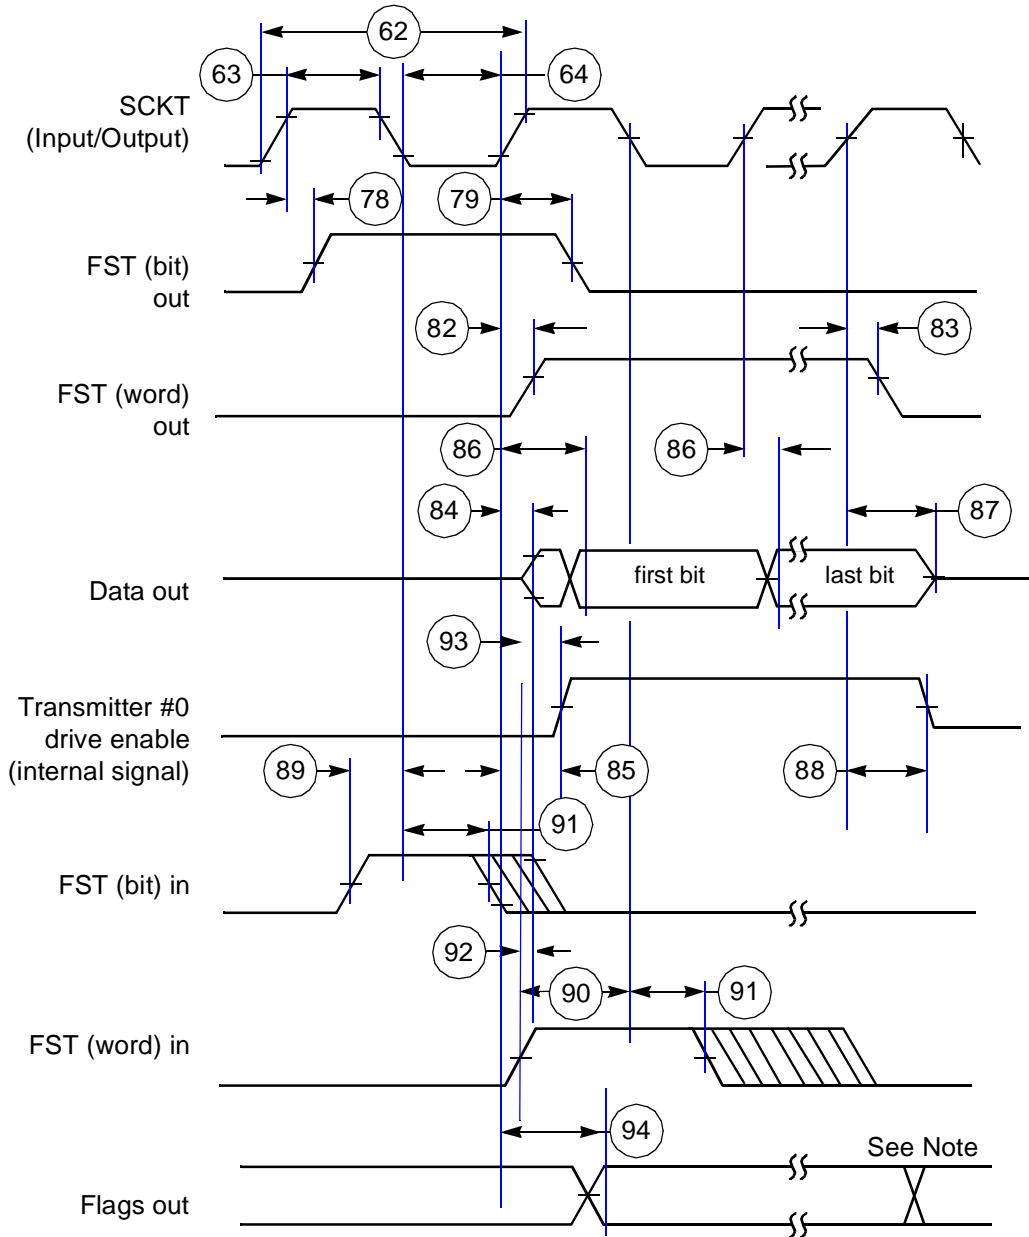 62
63
64
SCKT
(Input/Output)
78
79
FST (bit)
out
82
83
FST (word)
out
86
86
84
87
first bit
last bit
Data out
93
Transmitter #0
drive enable
(internal signal)
89
85
88
91
FST (bit) in
92
90
91
FST (word) in
94
See Note
Flags out